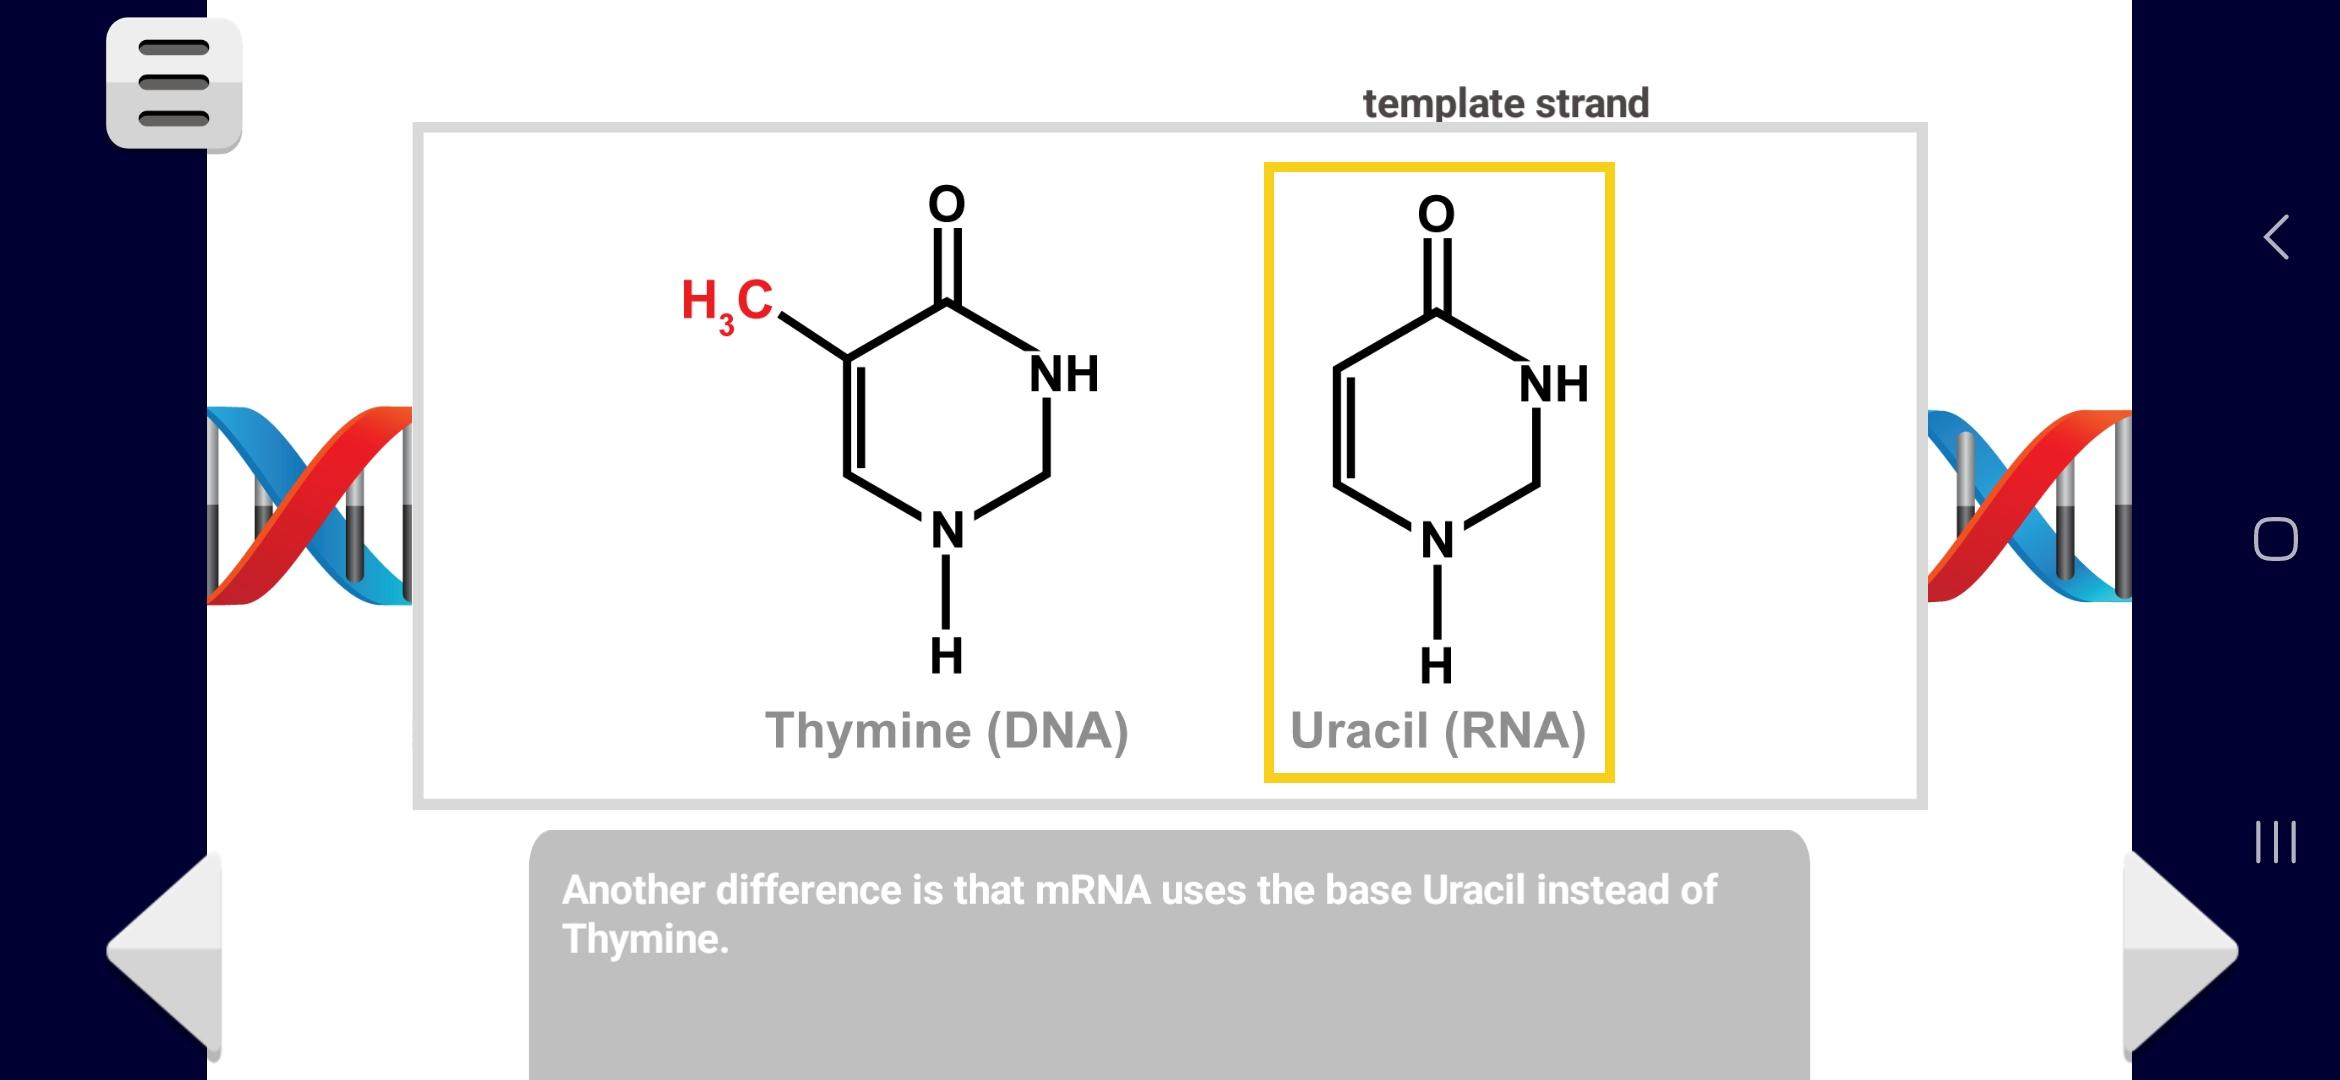 template strand
O
H₃C
NH
N
H
Thymine (DNA)
O
NH
N
H
Uracil (RNA)
Another difference is that mRNA uses the base Uracil instead of
Thymine.